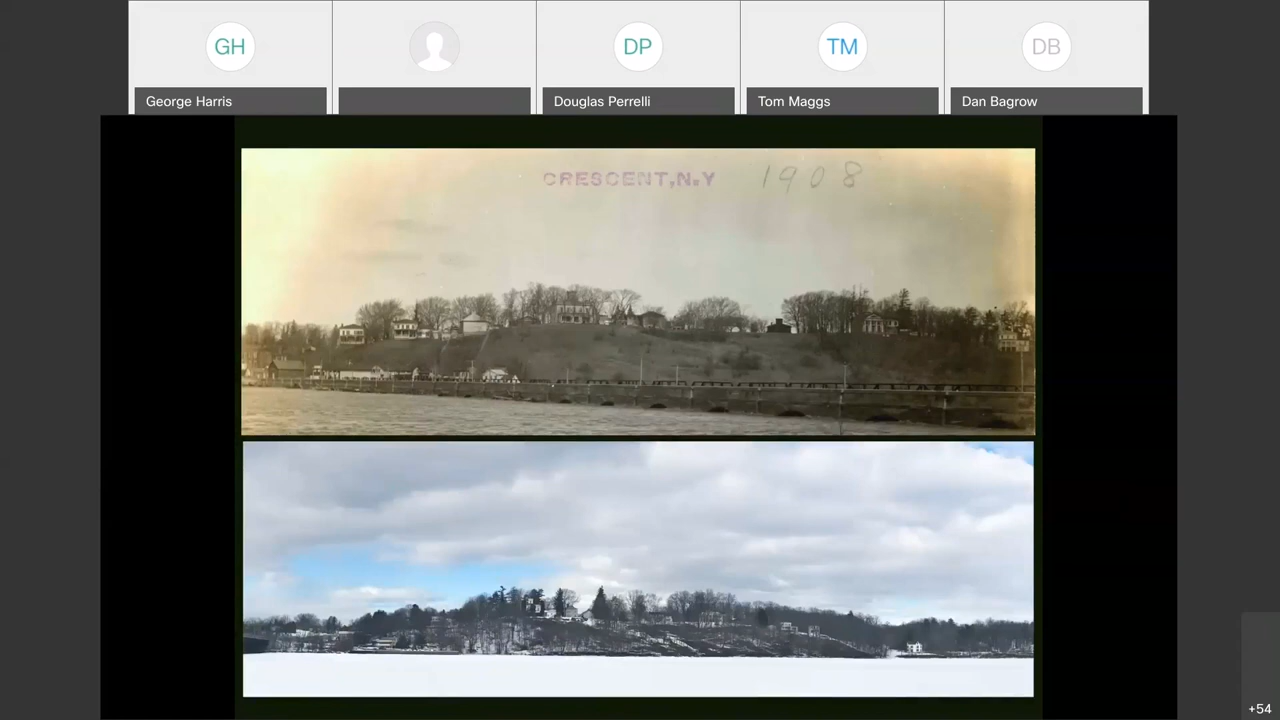 GH
DP
TM
DB
George Harris
Douglas Perrelli
Tom Maggs
Dan Bagrow
CRESCENT,N.Y 1908
+54